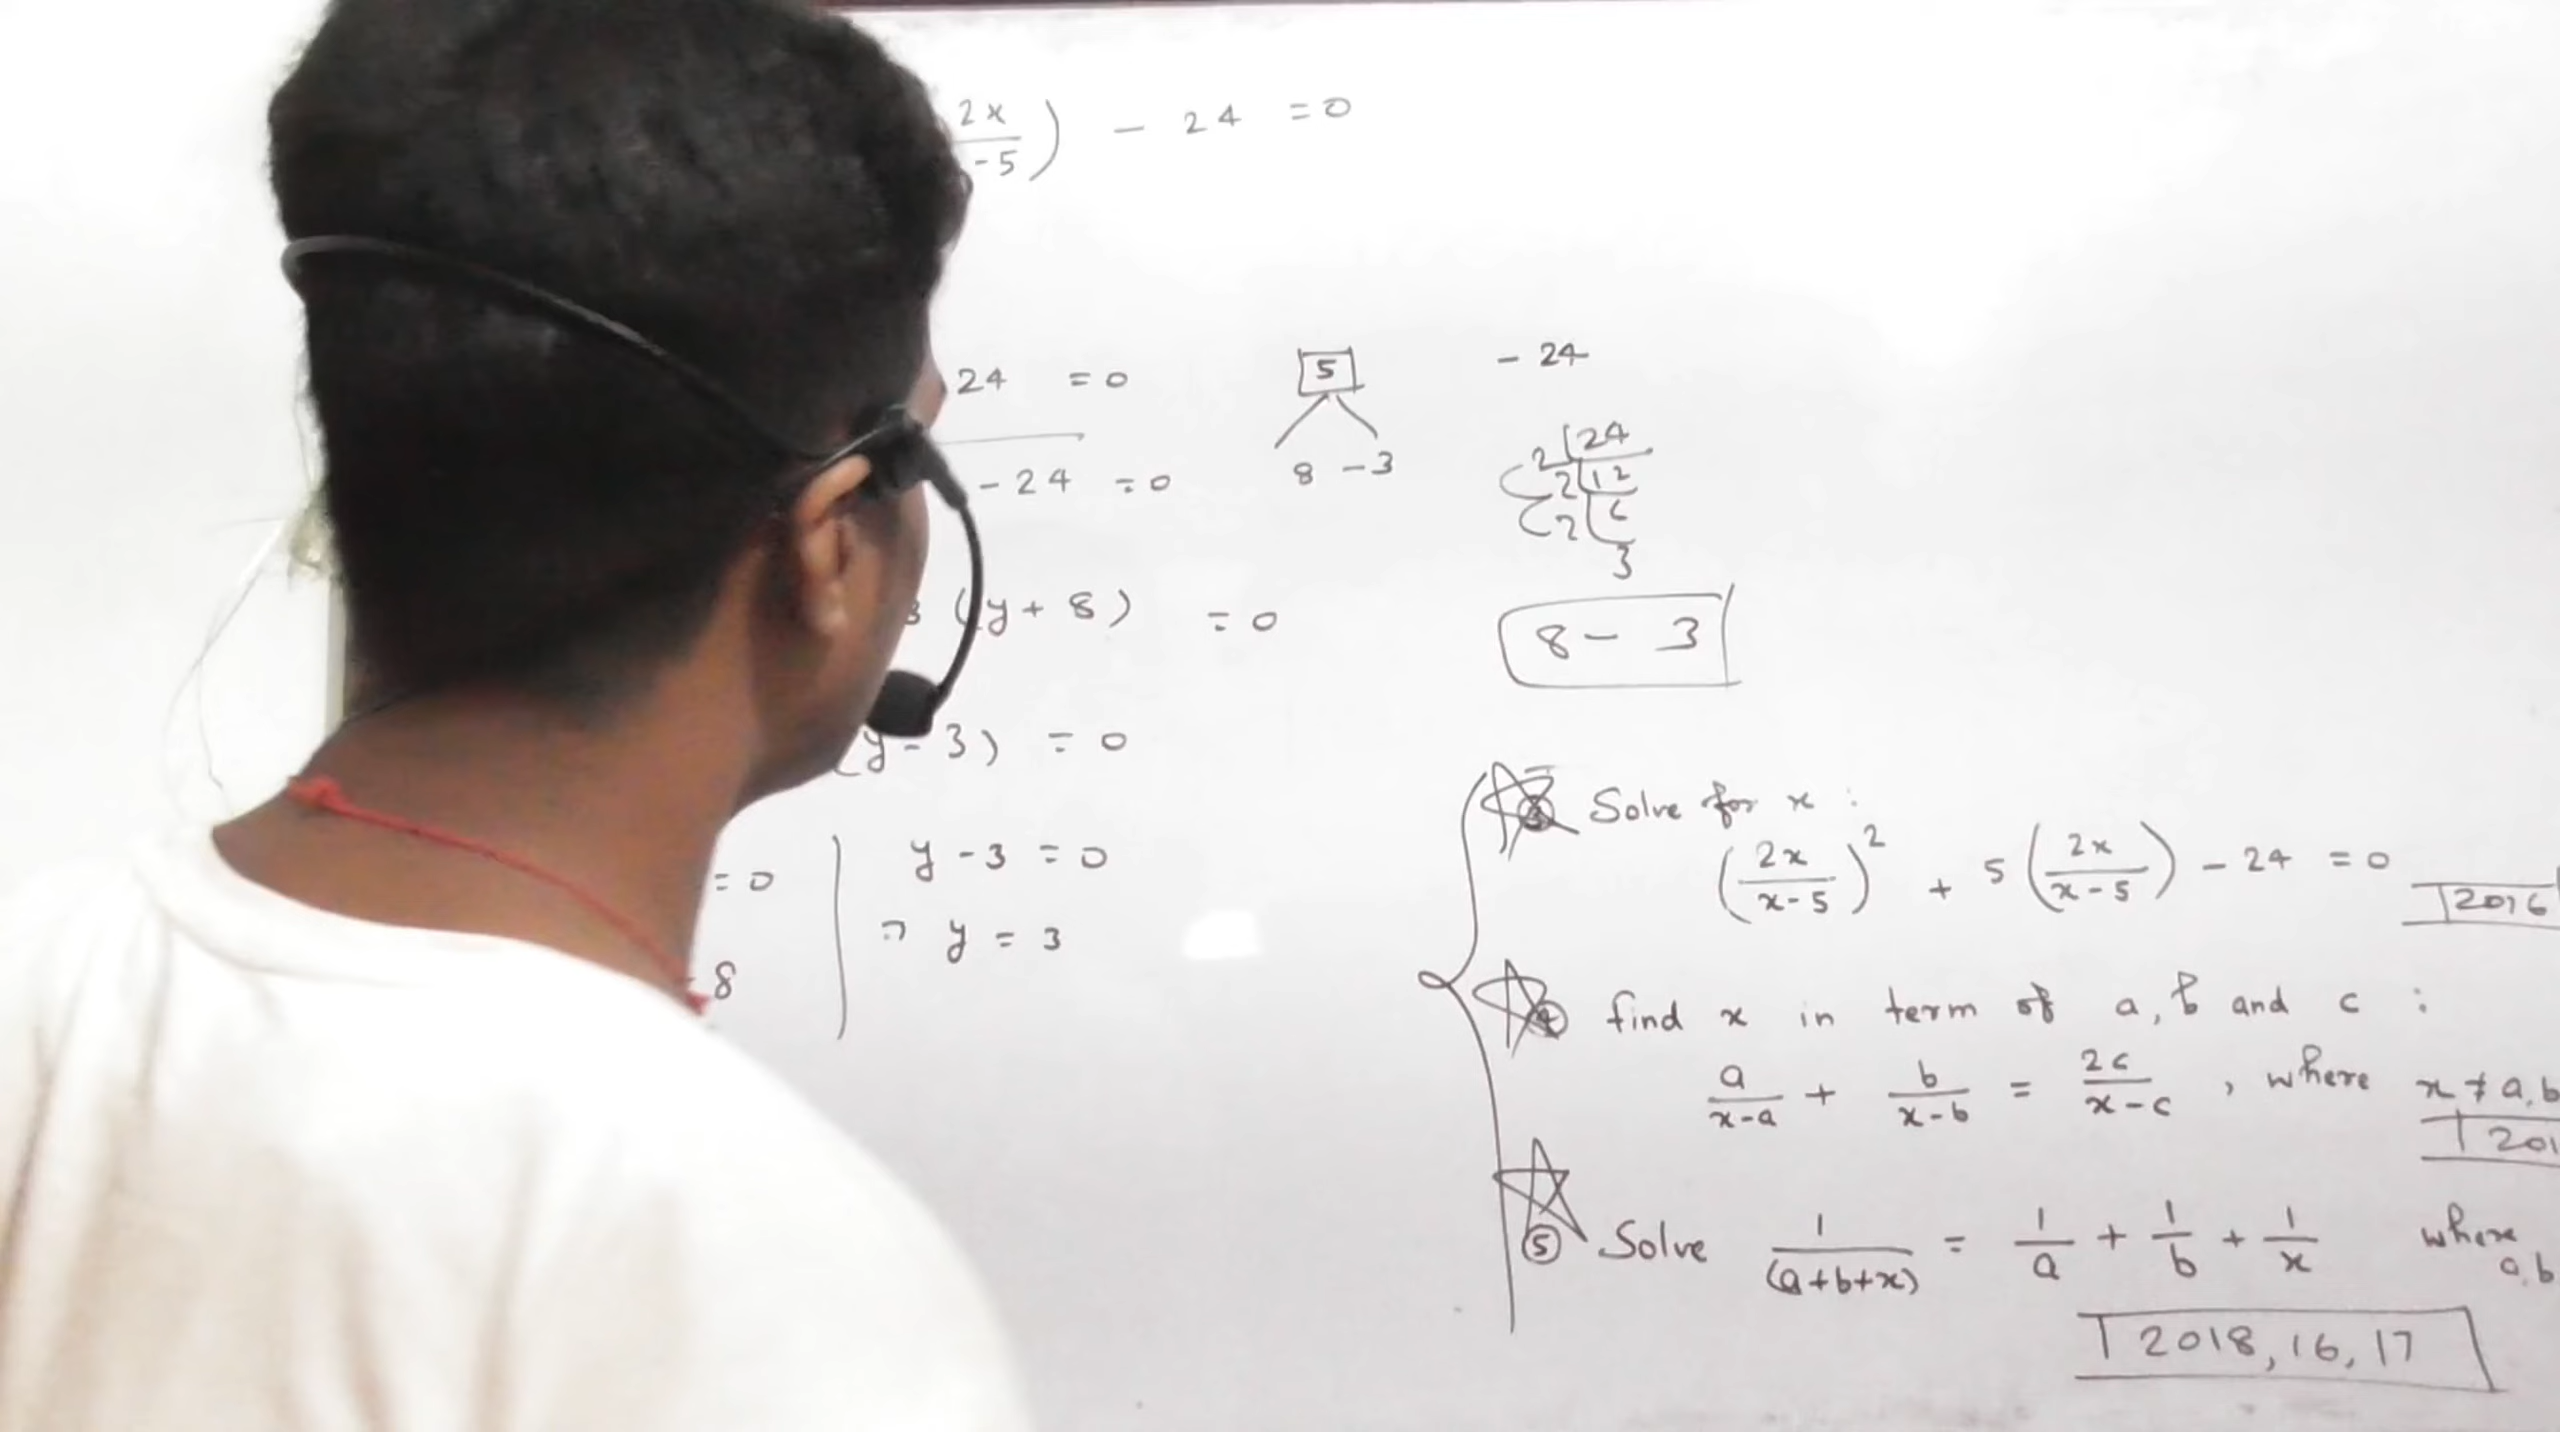 2x
-5 ) - 24 = 0
24 = 0
- 24 = 0
3 (y + 8) = 0
(y - 3) = 0
= 0
8
y - 3 = 0
y = 3
5
8 -3
- 24
2 | 24
2 | 12
2 | 6
3
8 - 3
③ Solve for x :
(2x/(x-5))² + 5 (2x/(x-5)) - 24 = 0
2016
④ find x in term of a, b and c :
a/(x-a) + b/(x-b) = 2c/(x-c) , where x ≠ a, b
201
⑤ Solve 1/(a+b+x) = 1/a + 1/b + 1/x where
a, b
2018, 16, 17